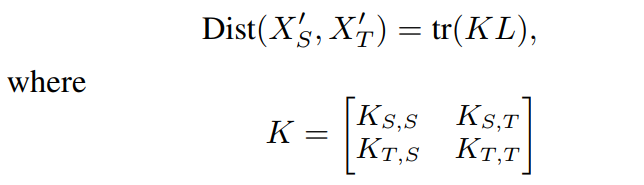 Dist(X′_S, X′_T) = tr(KL),
where
K = [K_{S,S} K_{S,T}
K_{T,S} K_{T,T}]